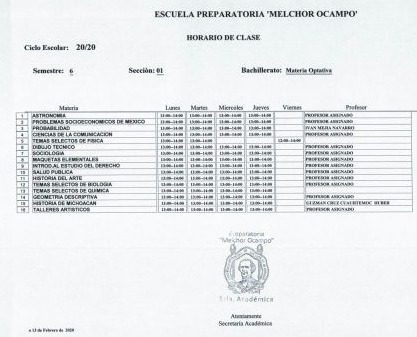 ESCUELA PREPARATORIA 'MELCHOR OCAMPO'
HORARIO DE CLASE
Ciclo Escolar: 20/20
Semestre: 6 Sección: 01 Bachillerato: Materia Optativa
Materia Lunes Martes Miercoles Jueves Viernes Profesor
1 ASTRONOMIA 13:00--14:00 13:00--14:00 13:00--14:00 13:00--14:00 PROFESOR ASIGNADO
2 PROBLEMAS SOCIOECONOMICOS DE MEXICO 13:00--14:00 13:00--14:00 13:00--14:00 13:00--14:00 PROFESOR ASIGNADO
3 PROBABILIDAD 13:00--14:00 13:00--14:00 13:00--14:00 13:00--14:00 IVAN MEJIA NAVARRO
4 CIENCIAS DE LA COMUNICACION 13:00--14:00 13:00--14:00 13:00--14:00 13:00--14:00 PROFESOR ASIGNADO
5 TEMAS SELECTOS DE FISICA 12:00--14:00
6 DIBUJO TECNICO 13:00--14:00 13:00--14:00 13:00--14:00 13:00--14:00 PROFESOR ASIGNADO
7 SOCIOLOGIA 13:00--14:00 13:00--14:00 13:00--14:00 13:00--14:00 PROFESOR ASIGNADO
8 MAQUETAS ELEMENTALES 13:00--14:00 13:00--14:00 13:00--14:00 13:00--14:00 PROFESOR ASIGNADO
9 INTROD.AL ESTUDIO DEL DERECHO 13:00--14:00 13:00--14:00 13:00--14:00 13:00--14:00 PROFESOR ASIGNADO
10 SALUD PUBLICA 13:00--14:00 13:00--14:00 13:00--14:00 13:00--14:00 PROFESOR ASIGNADO
11 HISTORIA DEL ARTE 13:00--14:00 13:00--14:00 13:00--14:00 13:00--14:00 PROFESOR ASIGNADO
12 TEMAS SELECTOS DE BIOLOGIA 13:00--14:00 13:00--14:00 13:00--14:00 13:00--14:00 PROFESOR ASIGNADO
13 TEMAS SELECTOS DE QUIMICA 13:00--14:00 13:00--14:00 13:00--14:00 13:00--14:00
14 GEOMETRIA DESCRIPTIVA 13:00--14:00 13:00--14:00 13:00--14:00 13:00--14:00 PROFESOR ASIGNADO
15 HISTORIA DE MICHOACAN 13:00--14:00 13:00--14:00 13:00--14:00 13:00--14:00 GUZMAN CRUZ CUAUHTEMOC HUBER
16 TALLERES ARTISTICOS 13:00--14:00 13:00--14:00 13:00--14:00 13:00--14:00 PROFESOR ASIGNADO
"Melchor Ocampo"
Académica
Atentamente
Secretaria Académica
a 13 de Febrero de 2020